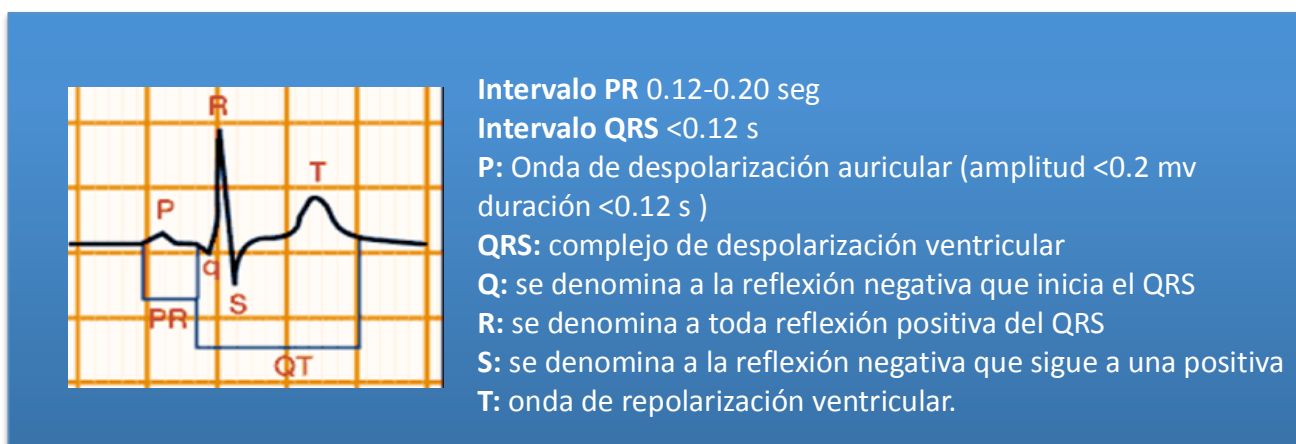 R
T
P
q
S
PR
QT
Intervalo PR 0.12-0.20 seg
Intervalo QRS <0.12 s
P: Onda de despolarización auricular (amplitud <0.2 mv
duración <0.12 s )
QRS: complejo de despolarización ventricular
Q: se denomina a la reflexión negativa que inicia el QRS
R: se denomina a toda reflexión positiva del QRS
S: se denomina a la reflexión negativa que sigue a una positiva
T: onda de repolarización ventricular.